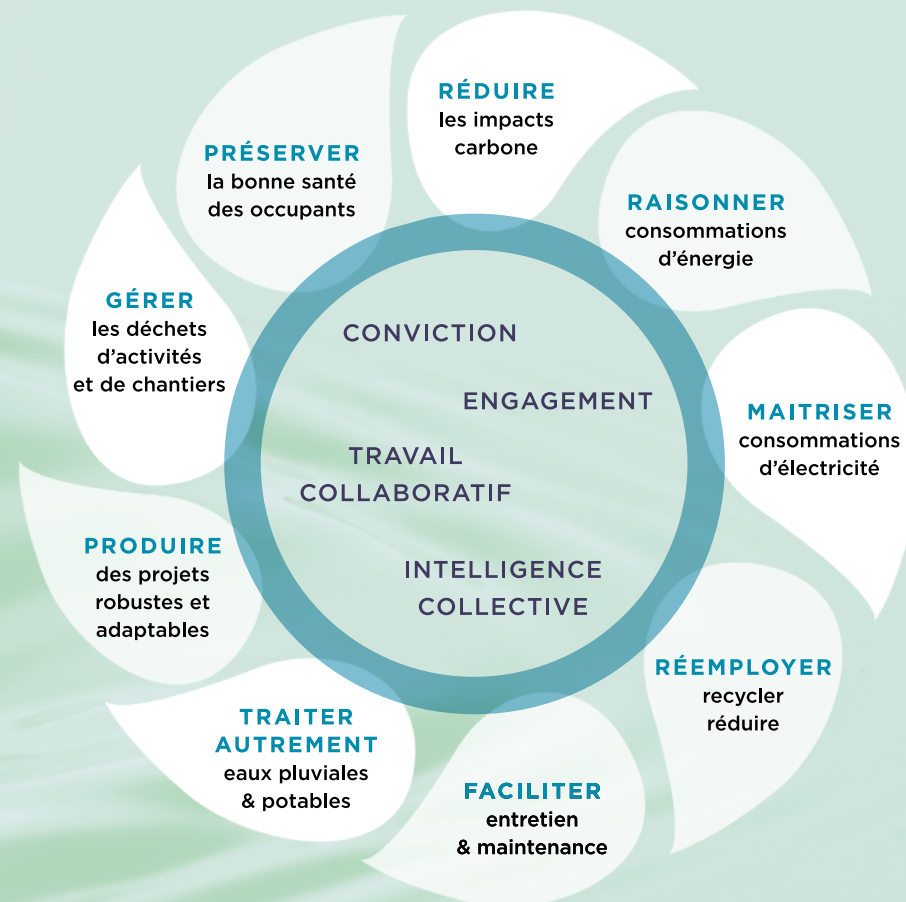 RÉDUIRE
les impacts
carbone
RAISONNER
consommations
d'énergie
MAITRISER
consommations
d'électricité
RÉEMPLOYER
recycler
réduire
FACILITER
entretien
& maintenance
TRAITER
AUTREMENT
eaux pluviales
& potables
PRODUIRE
des projets
robustes et
adaptables
GÉRER
les déchets
d'activités
et de chantiers
PRÉSERVER
la bonne santé
des occupants
CONVICTION
ENGAGEMENT
TRAVAIL
COLLABORATIF
INTELLIGENCE
COLLECTIVE